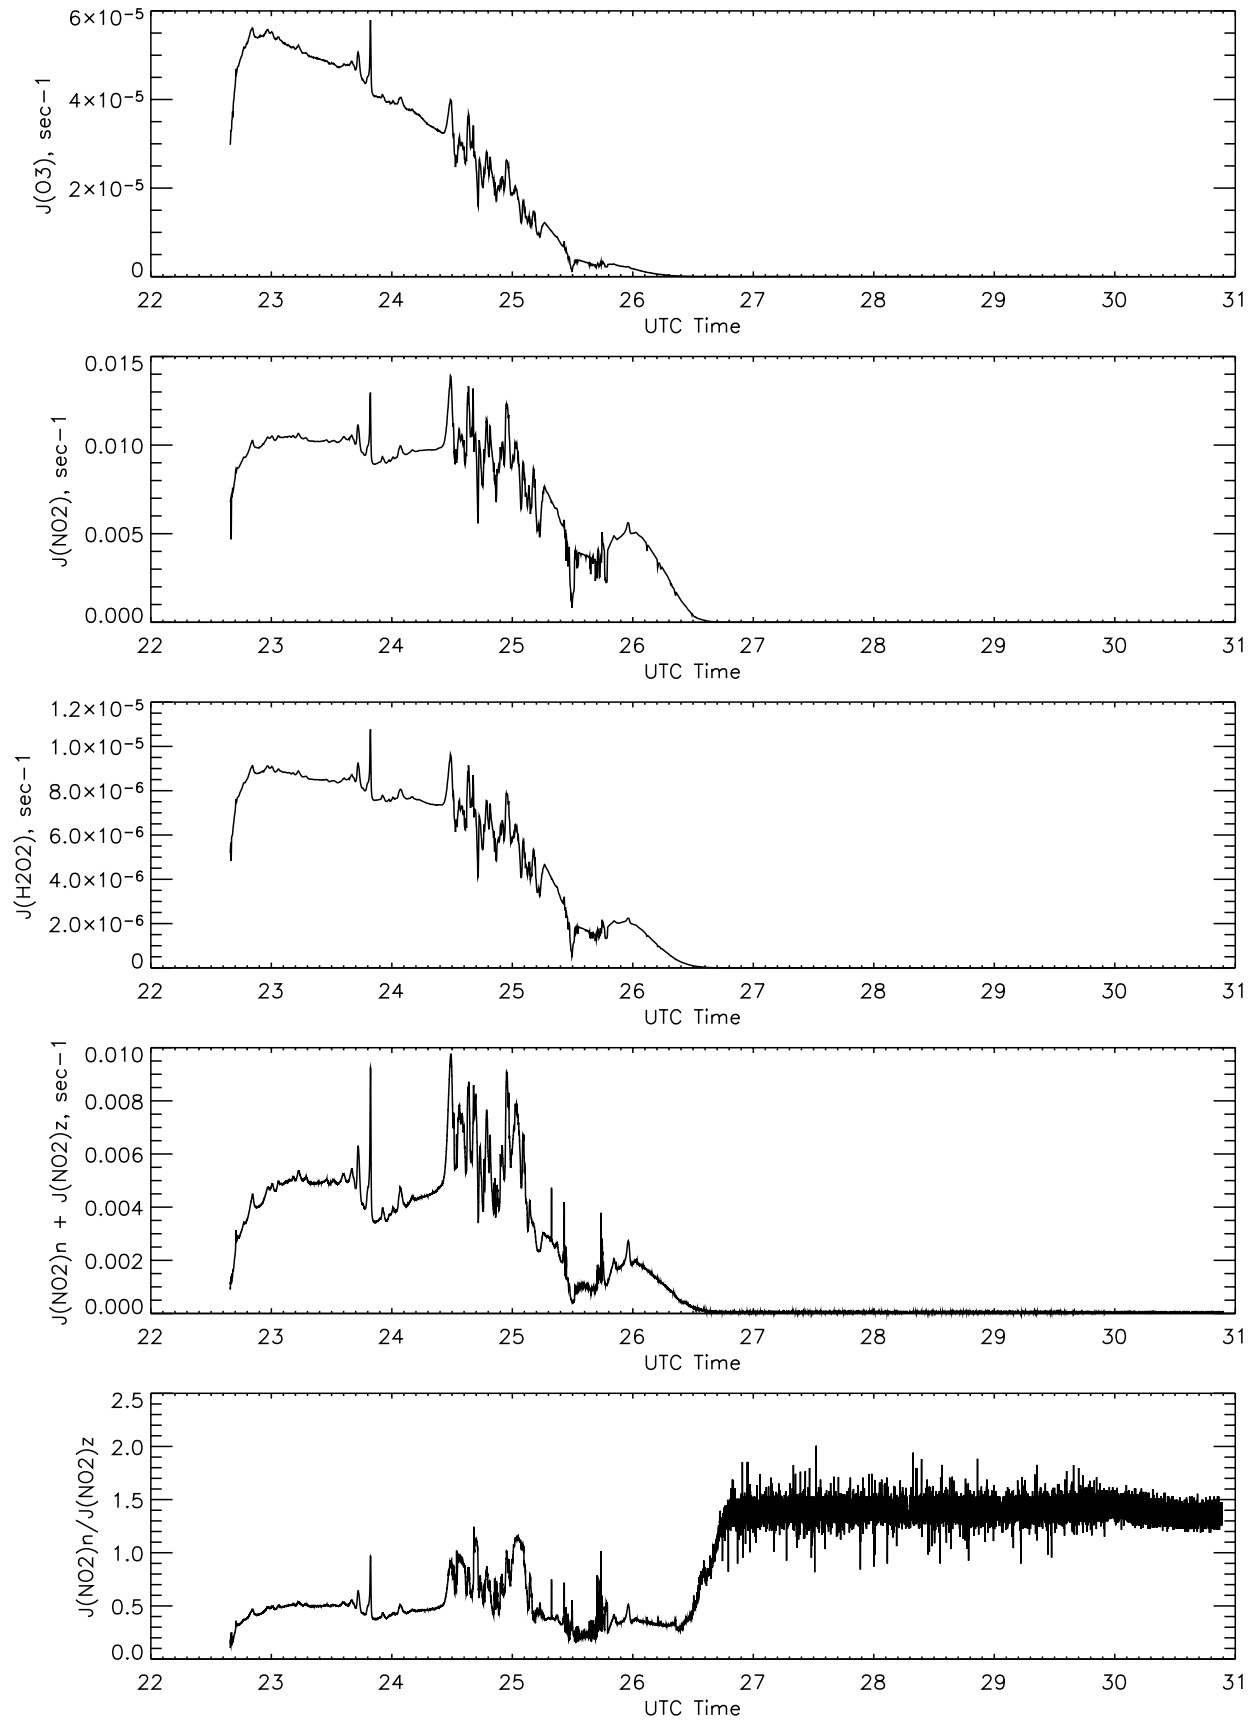 J(O3), sec−1
6×10⁻⁵
4×10⁻⁵
2×10⁻⁵
0
22 23 24 25 26 27 28 29 30 31
UTC Time
J(NO2), sec−1
0.015
0.010
0.005
0.000
22 23 24 25 26 27 28 29 30 31
UTC Time
J(H2O2), sec−1
1.2×10⁻⁵
1.0×10⁻⁵
8.0×10⁻⁶
6.0×10⁻⁶
4.0×10⁻⁶
2.0×10⁻⁶
0
22 23 24 25 26 27 28 29 30 31
UTC Time
J(NO2)n + J(NO2)z, sec−1
0.010
0.008
0.006
0.004
0.002
0.000
22 23 24 25 26 27 28 29 30 31
UTC Time
J(NO2)n/J(NO2)z
2.5
2.0
1.5
1.0
0.5
0.0
22 23 24 25 26 27 28 29 30 31
UTC Time